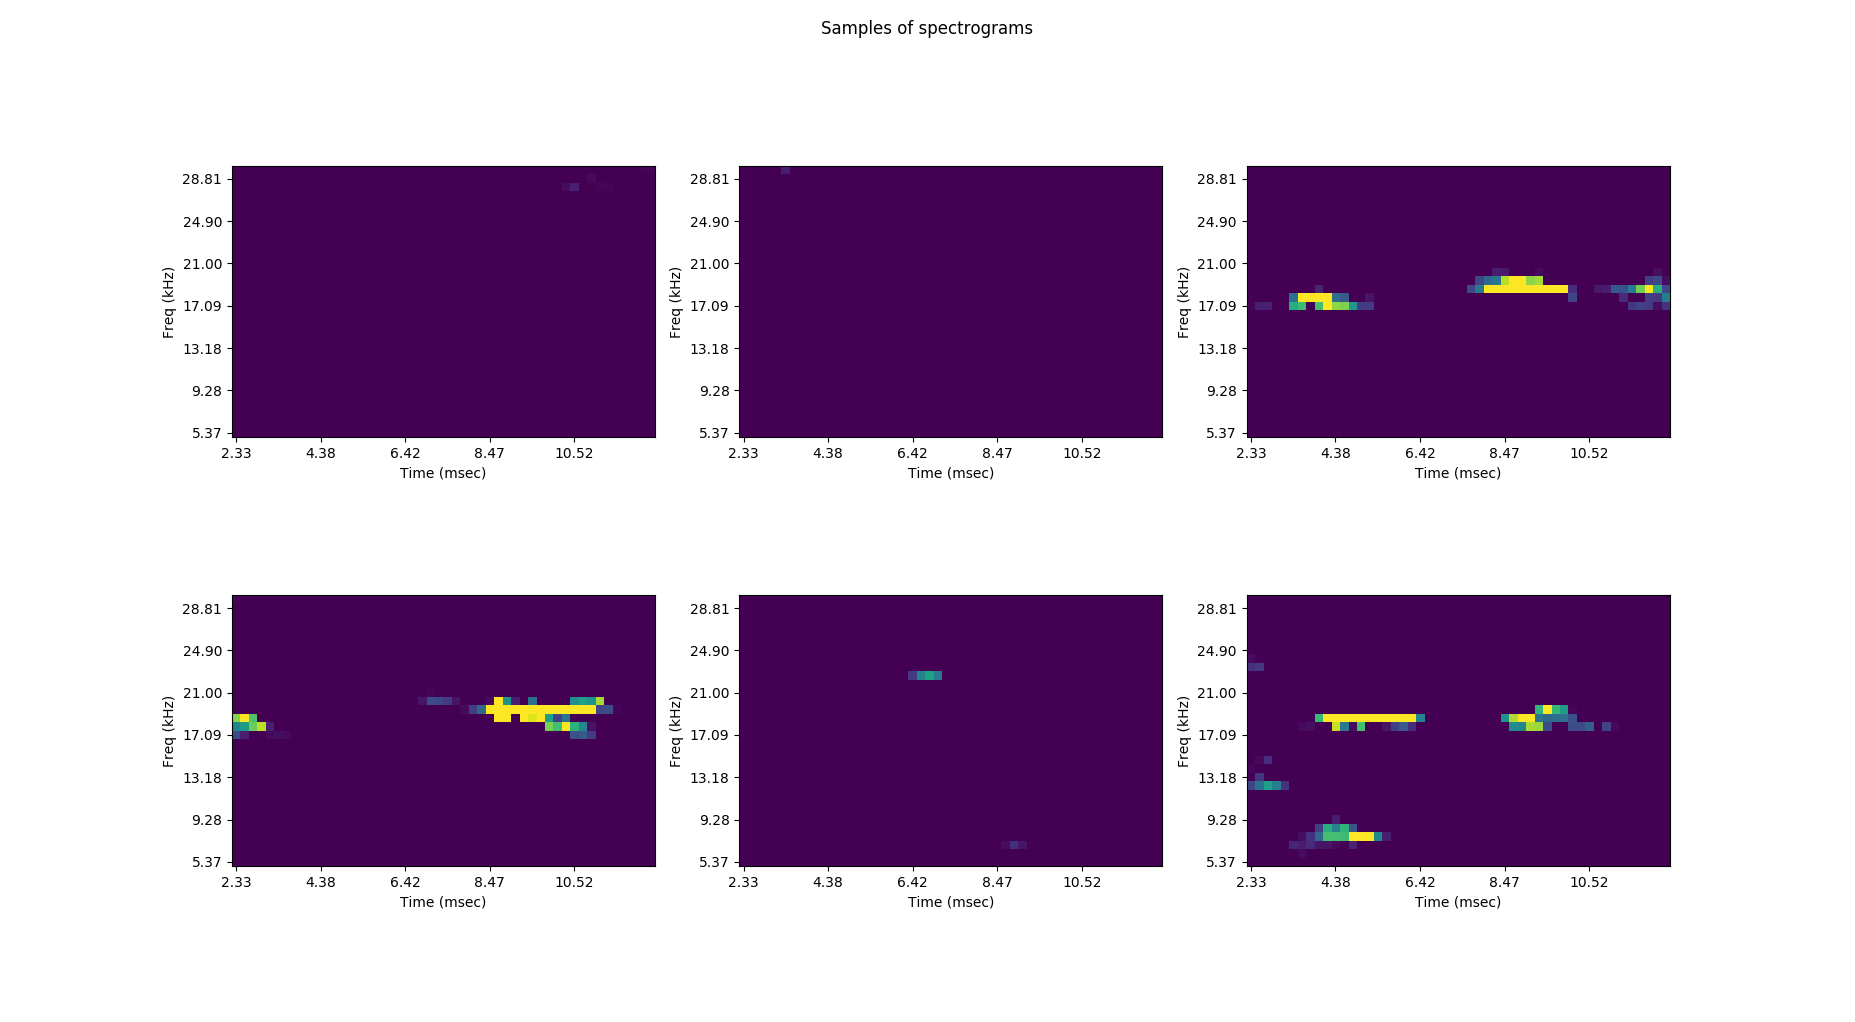 Samples of spectrograms
28.81
24.90
21.00
17.09
13.18
9.28
5.37
Freq (kHz)
2.33 4.38 6.42 8.47 10.52
Time (msec)
28.81
24.90
21.00
17.09
13.18
9.28
5.37
Freq (kHz)
2.33 4.38 6.42 8.47 10.52
Time (msec)
28.81
24.90
21.00
17.09
13.18
9.28
5.37
Freq (kHz)
2.33 4.38 6.42 8.47 10.52
Time (msec)
28.81
24.90
21.00
17.09
13.18
9.28
5.37
Freq (kHz)
2.33 4.38 6.42 8.47 10.52
Time (msec)
28.81
24.90
21.00
17.09
13.18
9.28
5.37
Freq (kHz)
2.33 4.38 6.42 8.47 10.52
Time (msec)
28.81
24.90
21.00
17.09
13.18
9.28
5.37
Freq (kHz)
2.33 4.38 6.42 8.47 10.52
Time (msec)